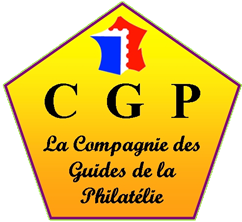 C G P
La Compagnie des
Guides de la
Philatélie